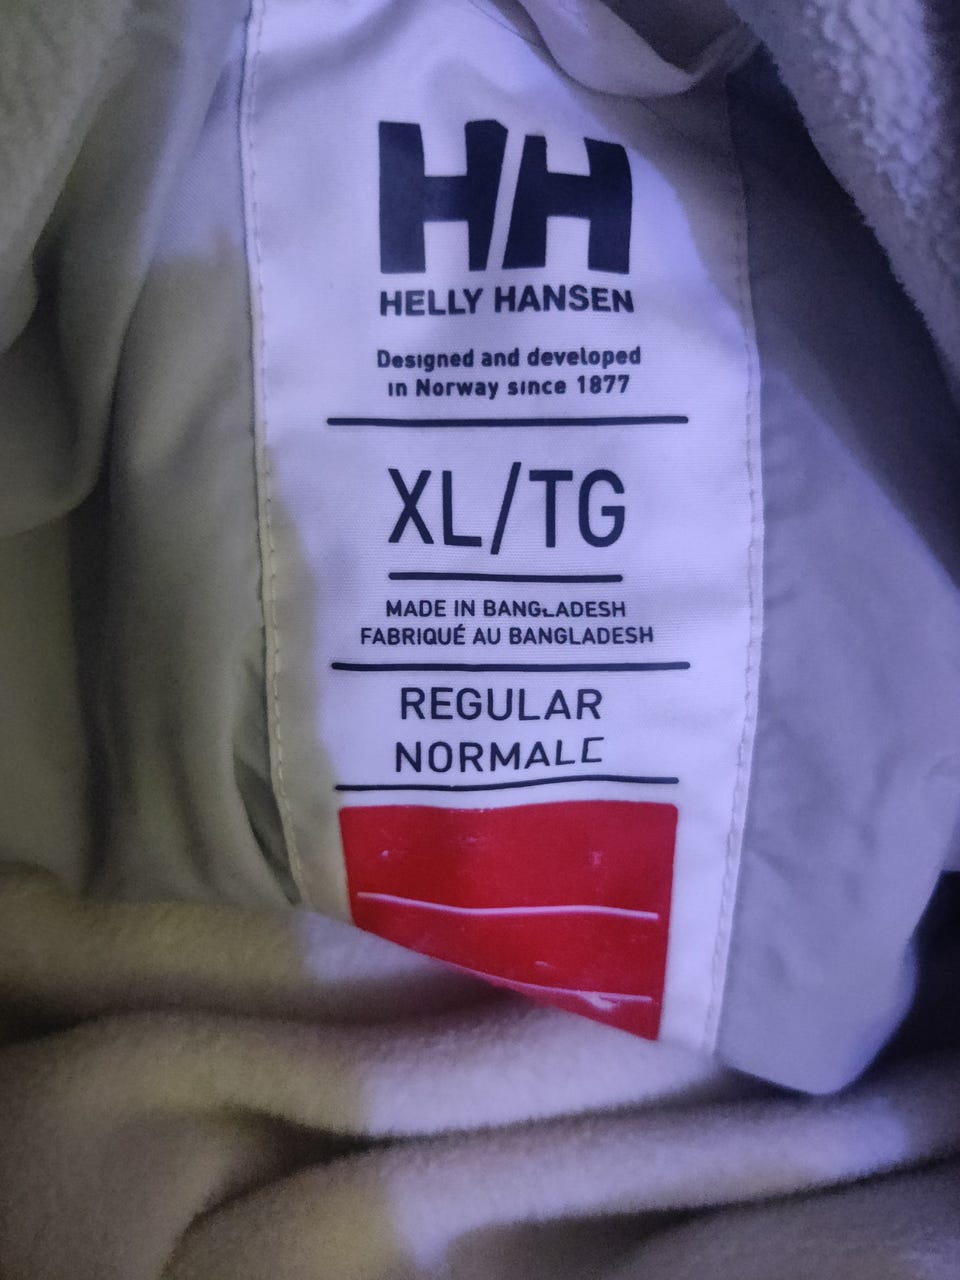 HH
HELLY HANSEN
Designed and developed
in Norway since 1877
XL/TG
MADE IN BANGLADESH
FABRIQUÉ AU BANGLADESH
REGULAR
NORMALE